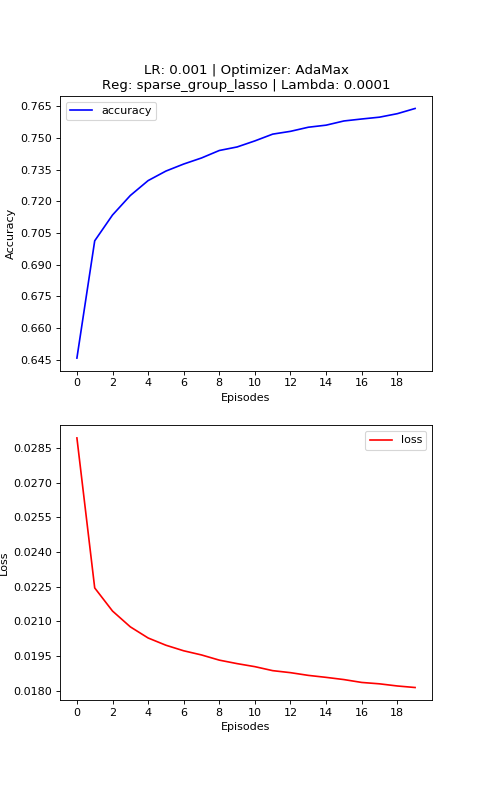 LR: 0.001 | Optimizer: AdaMax
Reg: sparse_group_lasso | Lambda: 0.0001
accuracy
0.765
0.750
0.735
0.720
0.705
0.690
0.675
0.660
0.645
Accuracy
0 2 4 6 8 10 12 14 16 18
Episodes
loss
0.0285
0.0270
0.0255
0.0240
0.0225
0.0210
0.0195
0.0180
Loss
0 2 4 6 8 10 12 14 16 18
Episodes